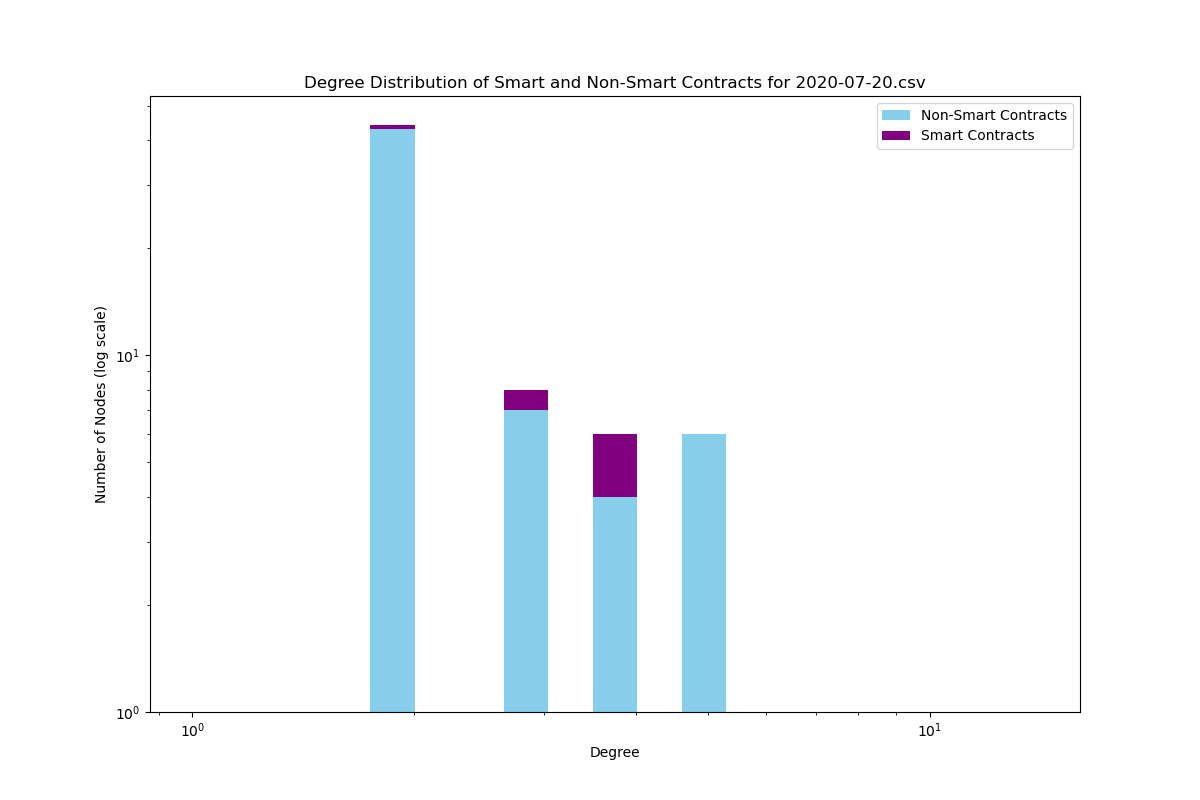 Degree Distribution of Smart and Non-Smart Contracts for 2020-07-20.csv
Non-Smart Contracts
Smart Contracts
Number of Nodes (log scale)
10¹
10⁰
10⁰
10¹
Degree